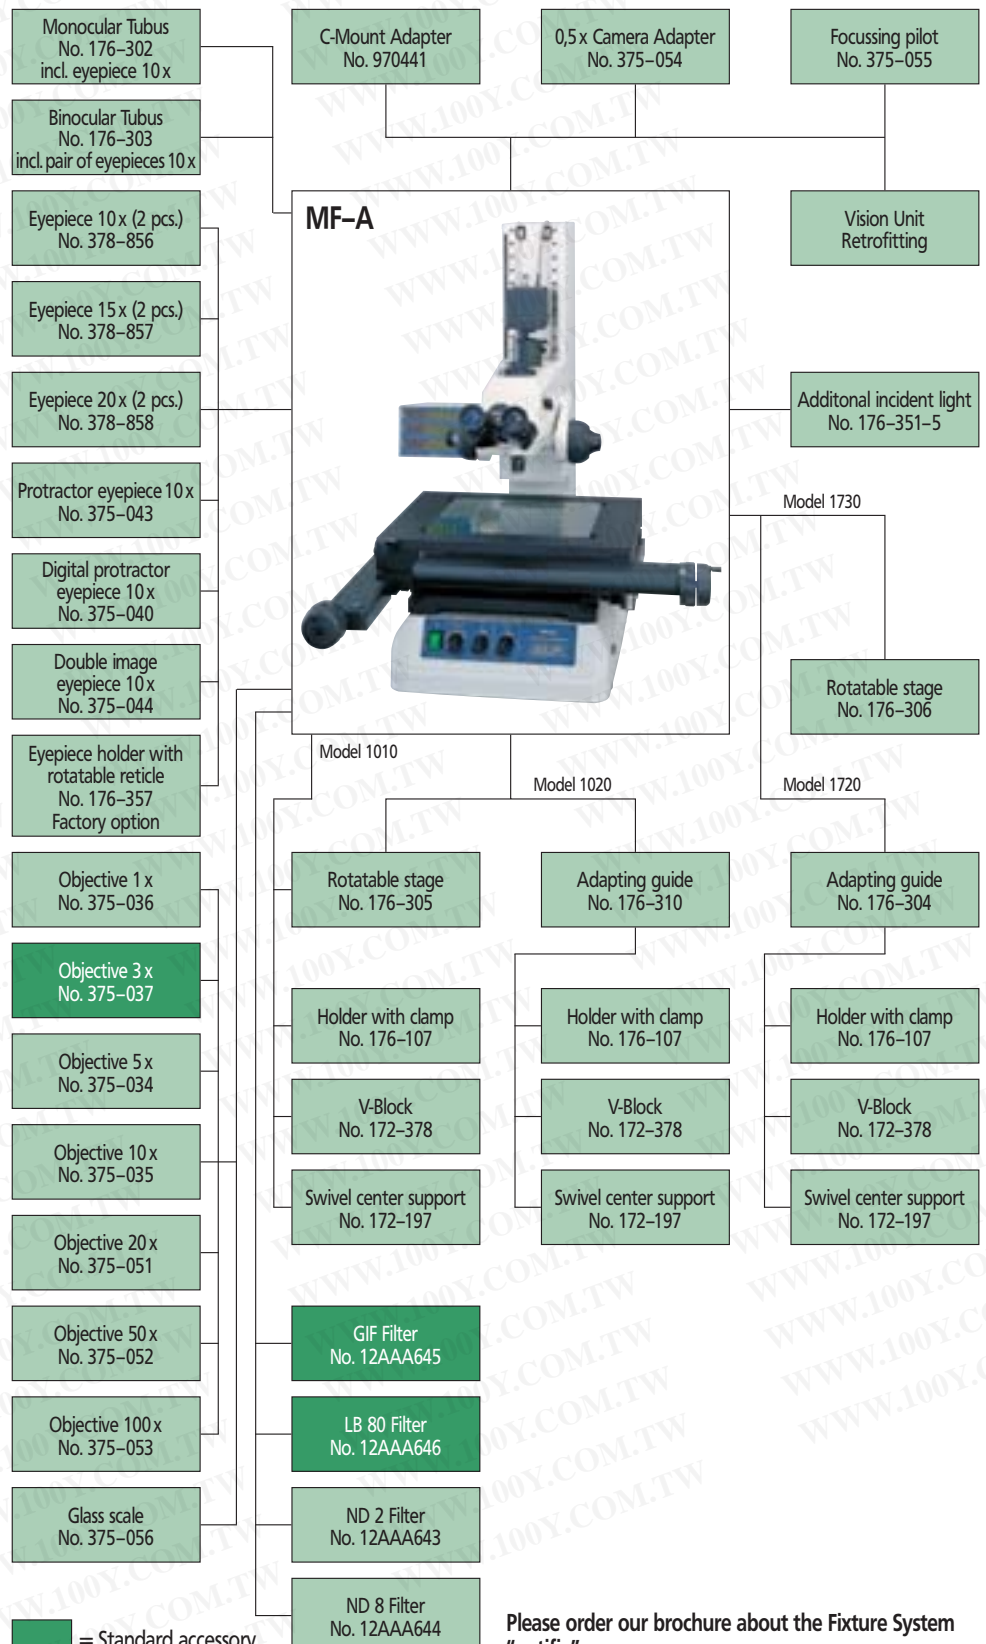 Monocular Tubus
No. 176–302
incl. eyepiece 10x
C-Mount Adapter
No. 970441
0,5x Camera Adapter
No. 375–054
Focussing pilot
No. 375–055
Binocular Tubus
No. 176–303
incl. pair of eyepieces 10x
Eyepiece 10x (2 pcs.)
No. 378–856
MF–A
Vision Unit
Retrofitting
Eyepiece 15x (2 pcs.)
No. 378–857
Eyepiece 20x (2 pcs.)
No. 378–858
Additonal incident light
No. 176–351–5
Protractor eyepiece 10x
No. 375–043
Model 1730
Digital protractor
eyepiece 10x
No. 375–040
Double image
eyepiece 10x
No. 375–044
Rotatable stage
No. 176–306
Eyepiece holder with
rotatable reticle
No. 176–357
Factory option
Model 1010
Model 1020
Model 1720
Objective 1x
No. 375–036
Rotatable stage
No. 176–305
Adapting guide
No. 176–310
Adapting guide
No. 176–304
Objective 3x
No. 375–037
Holder with clamp
No. 176–107
Holder with clamp
No. 176–107
Holder with clamp
No. 176–107
Objective 5x
No. 375–034
V-Block
No. 172–378
V-Block
No. 172–378
V-Block
No. 172–378
Objective 10x
No. 375–035
Swivel center support
No. 172–197
Swivel center support
No. 172–197
Swivel center support
No. 172–197
Objective 20x
No. 375–051
Objective 50x
No. 375–052
GIF Filter
No. 12AAA645
Objective 100x
No. 375–053
LB 80 Filter
No. 12AAA646
Glass scale
No. 375–056
ND 2 Filter
No. 12AAA643
ND 8 Filter
No. 12AAA644
= Standard accessory
Please order our brochure about the Fixture System
WWW.100Y.COM.TW